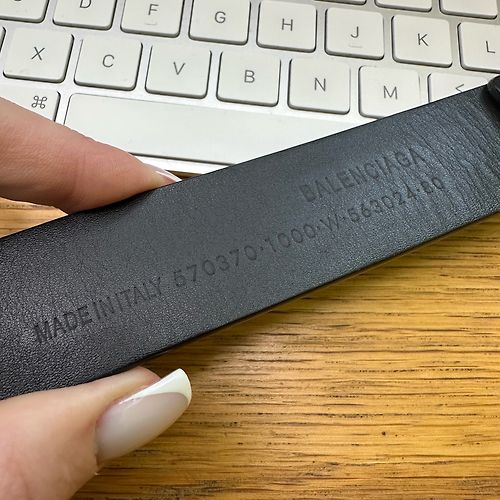 D F G H J K L
X C V B N M <
⌘
BALENCIAGA
MADE IN ITALY 570370·1000·W·563024·80